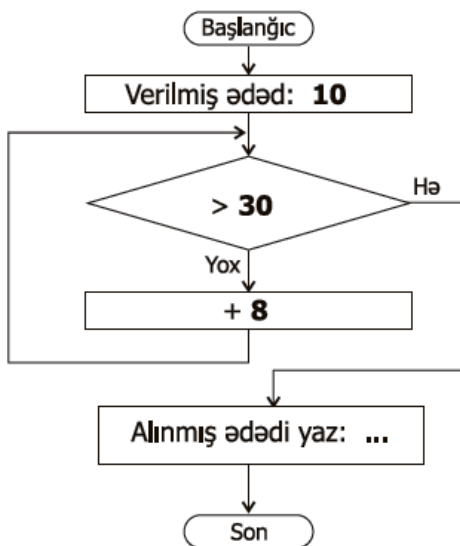 Başlanğıc
Verilmiş ədəd: 10
> 30
Hə
Yox
+ 8
Alınmış ədədi yaz: ...
Son